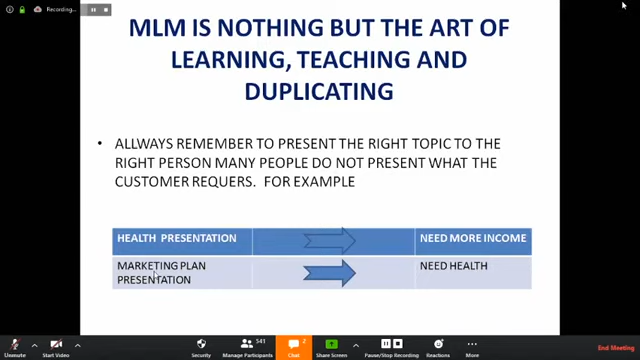 Recording...
MLM IS NOTHING BUT THE ART OF
LEARNING, TEACHING AND
DUPLICATING
• ALLWAYS REMEMBER TO PRESENT THE RIGHT TOPIC TO THE
RIGHT PERSON MANY PEOPLE DO NOT PRESENT WHAT THE
CUSTOMER REQUERS. FOR EXAMPLE
HEALTH PRESENTATION NEED MORE INCOME
MARKETING PLAN NEED HEALTH
PRESENTATION
541 2
Unmute Start Video Security Manage Participants Chat Share Screen Pause/Stop Recording Reactions More End Meeting